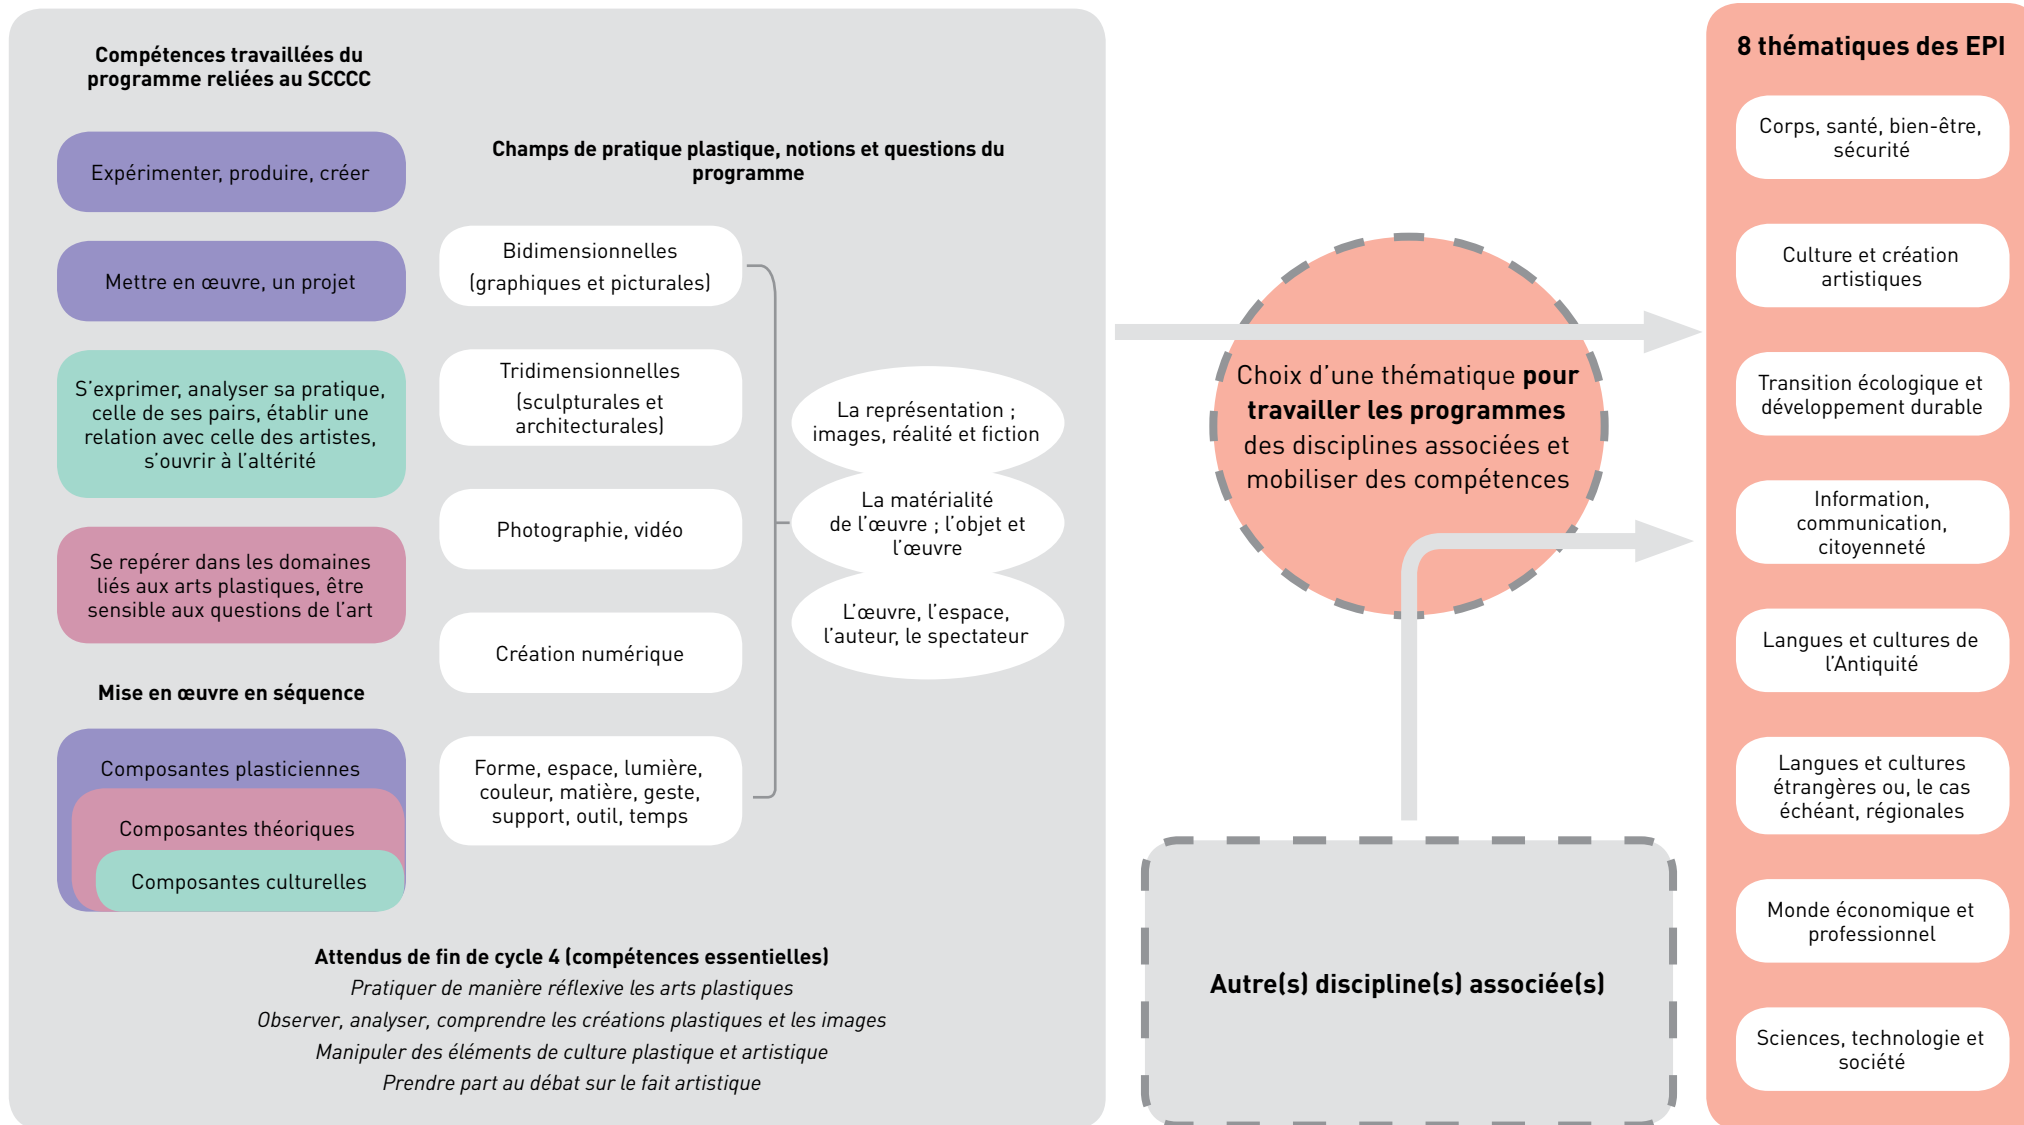 Compétences travaillées du
programme reliées au SCCCC
Expérimenter, produire, créer
Mettre en œuvre, un projet
S’exprimer, analyser sa pratique,
celle de ses pairs, établir une
relation avec celle des artistes,
s’ouvrir à l’altérité
Se repérer dans les domaines
liés aux arts plastiques, être
sensible aux questions de l’art
Mise en œuvre en séquence
Composantes plasticiennes
Composantes théoriques
Composantes culturelles
Champs de pratique plastique, notions et questions du
programme
Bidimensionnelles
(graphiques et picturales)
Tridimensionnelles
(sculpturales et
architecturales)
Photographie, vidéo
Création numérique
Forme, espace, lumière,
couleur, matière, geste,
support, outil, temps
La représentation ;
images, réalité et fiction
La matérialité
de l’œuvre ; l’objet et
l’œuvre
L’œuvre, l’espace,
l’auteur, le spectateur
Attendus de fin de cycle 4 (compétences essentielles)
Pratiquer de manière réflexive les arts plastiques
Observer, analyser, comprendre les créations plastiques et les images
Manipuler des éléments de culture plastique et artistique
Prendre part au débat sur le fait artistique
Choix d’une thématique pour
travailler les programmes
des disciplines associées et
mobiliser des compétences
Autre(s) discipline(s) associée(s)
8 thématiques des EPI
Corps, santé, bien-être,
sécurité
Culture et création
artistiques
Transition écologique et
développement durable
Information,
communication,
citoyenneté
Langues et cultures de
l’Antiquité
Langues et cultures
étrangères ou, le cas
échéant, régionales
Monde économique et
professionnel
Sciences, technologie et
société